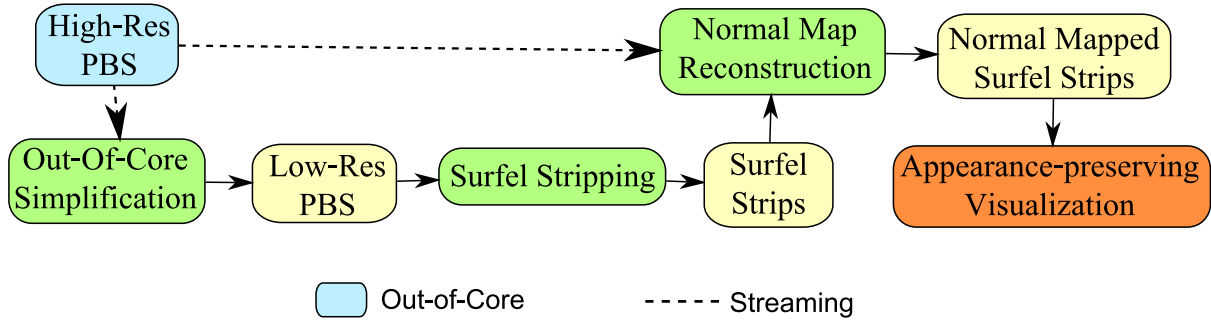 High-Res
PBS
Normal Map
Reconstruction
Normal Mapped
Surfel Strips
Out-Of-Core
Simplification
Low-Res
PBS
Surfel Stripping
Surfel
Strips
Appearance-preserving
Visualization
Out-of-Core
Streaming